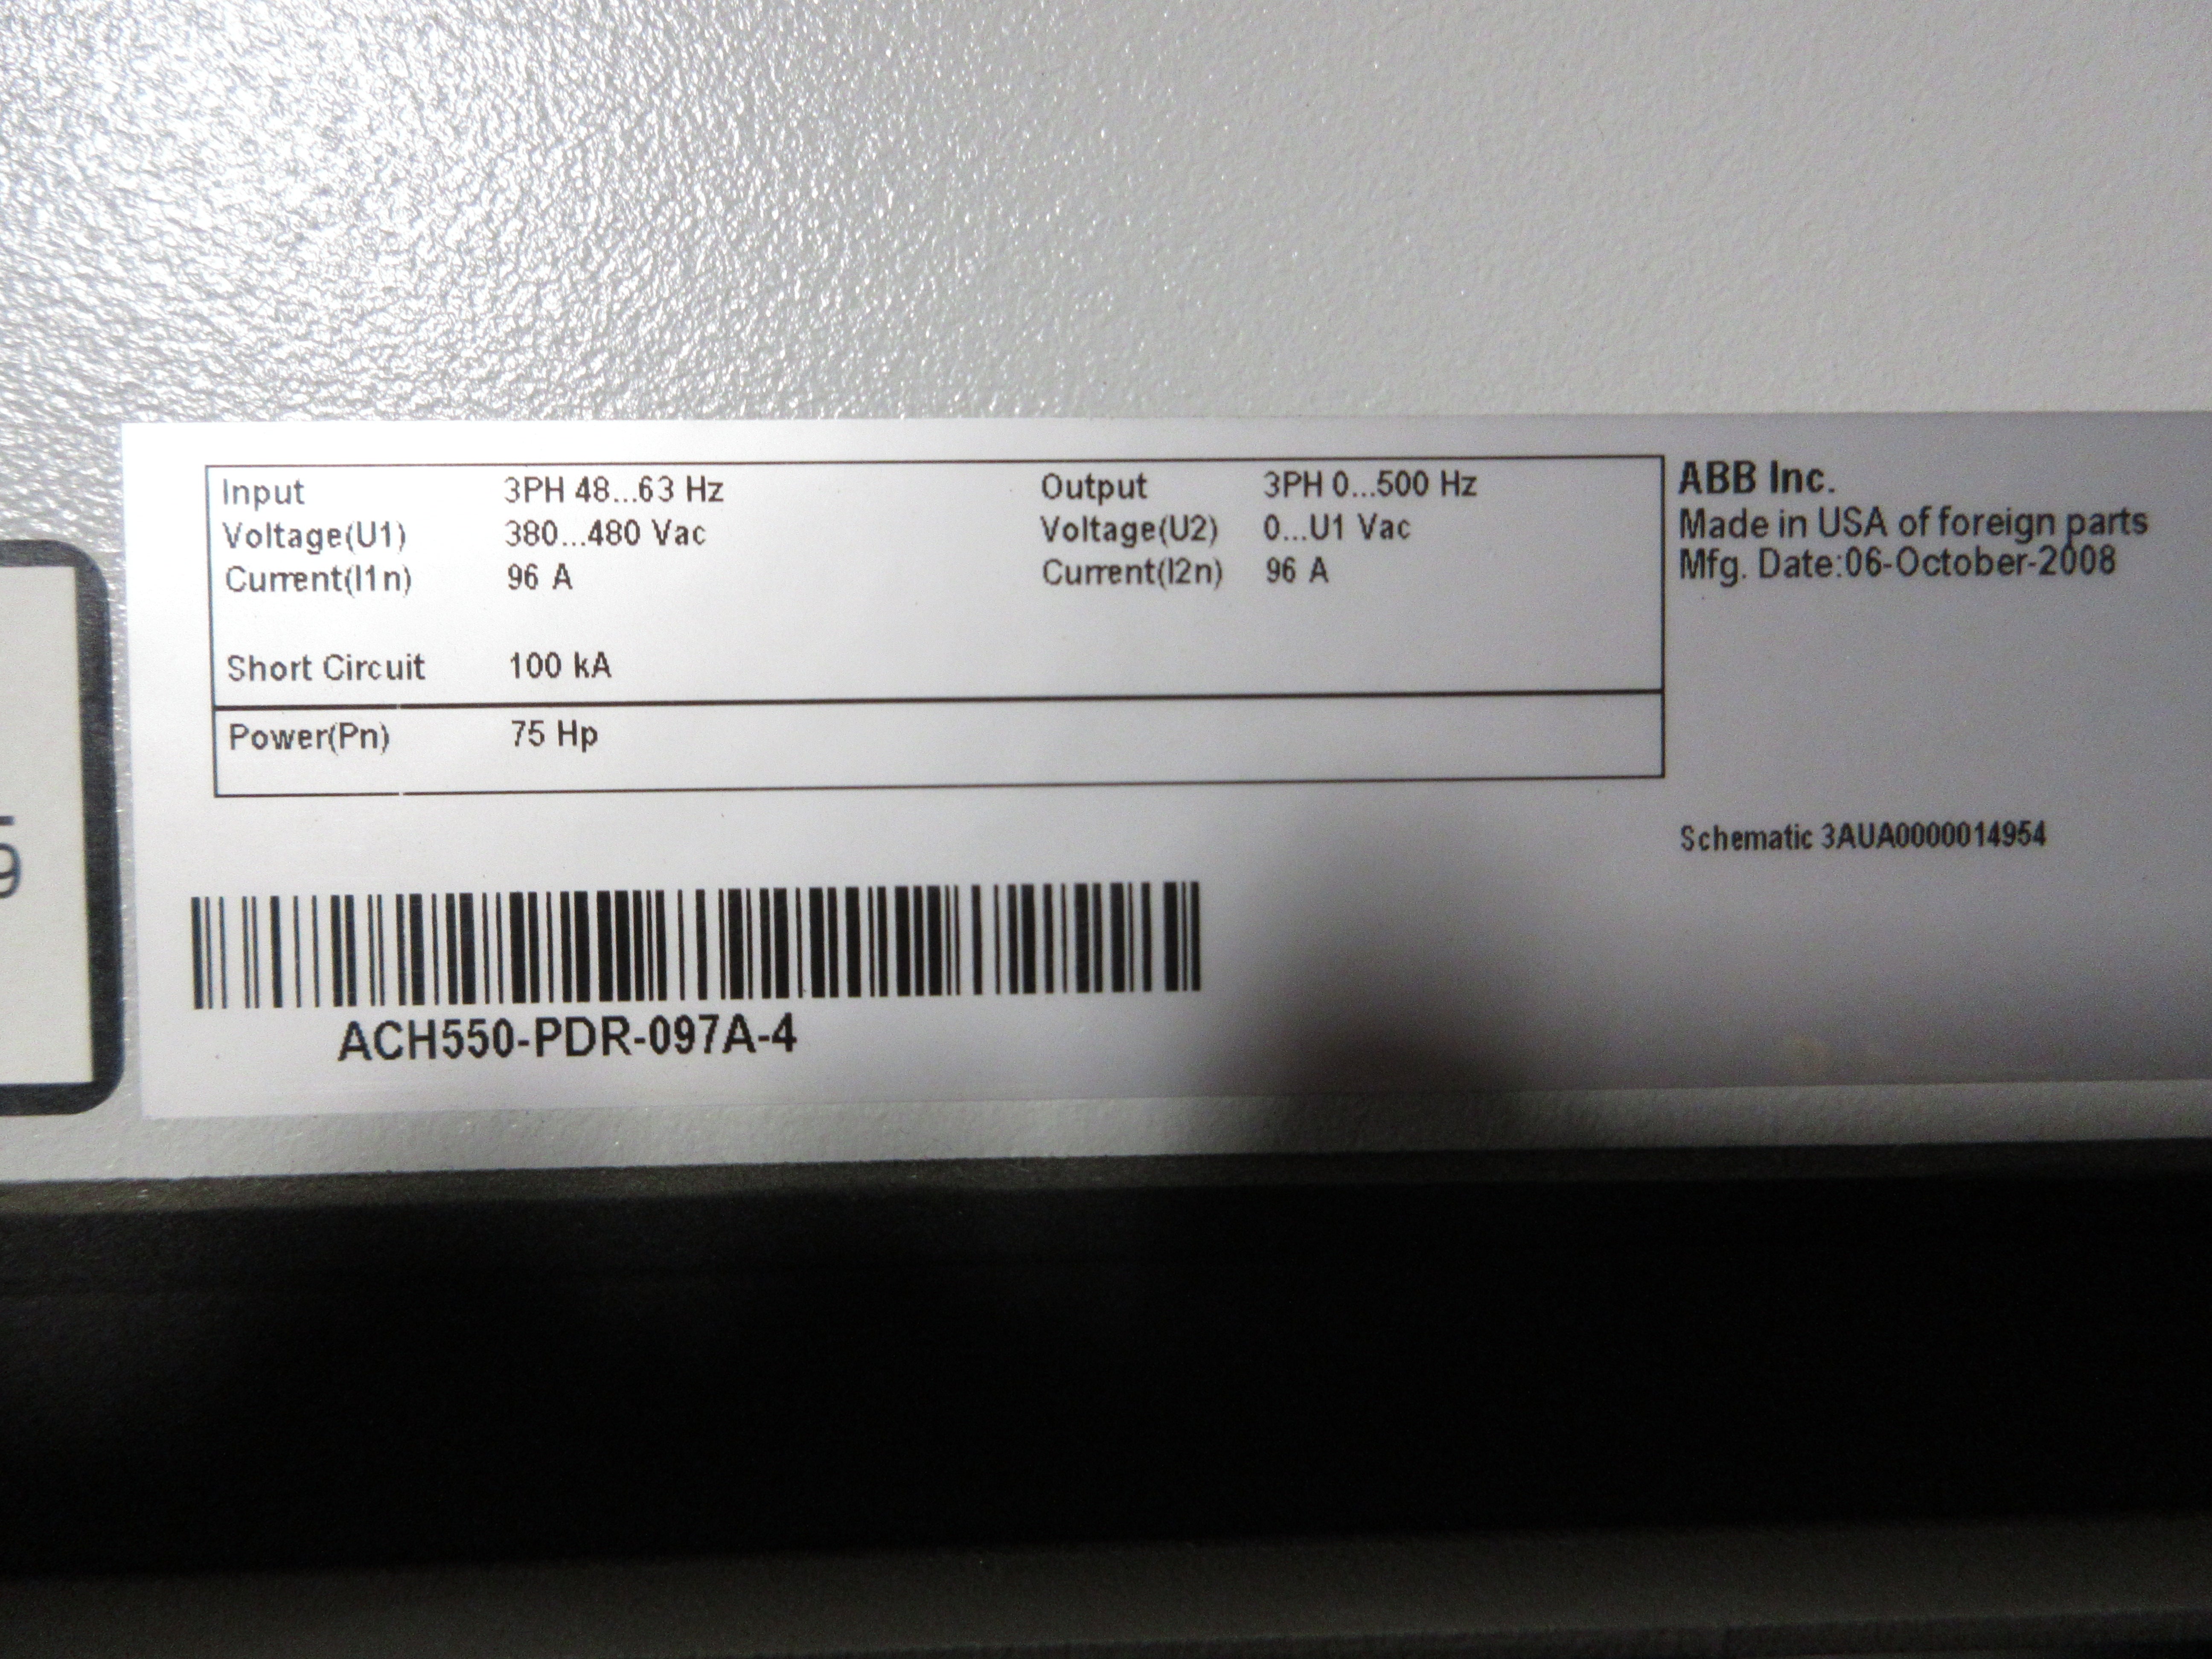 Input 3PH 48...63 Hz Output 3PH 0...500 Hz
Voltage(U1) 380...480 Vac Voltage(U2) 0...U1 Vac
Current(I1n) 96 A Current(I2n) 96 A
Short Circuit 100 kA
Power(Pn) 75 Hp
ABB Inc.
Made in USA of foreign parts
Mfg. Date:06-October-2008
Schematic 3AUA0000014954
ACH550-PDR-097A-4